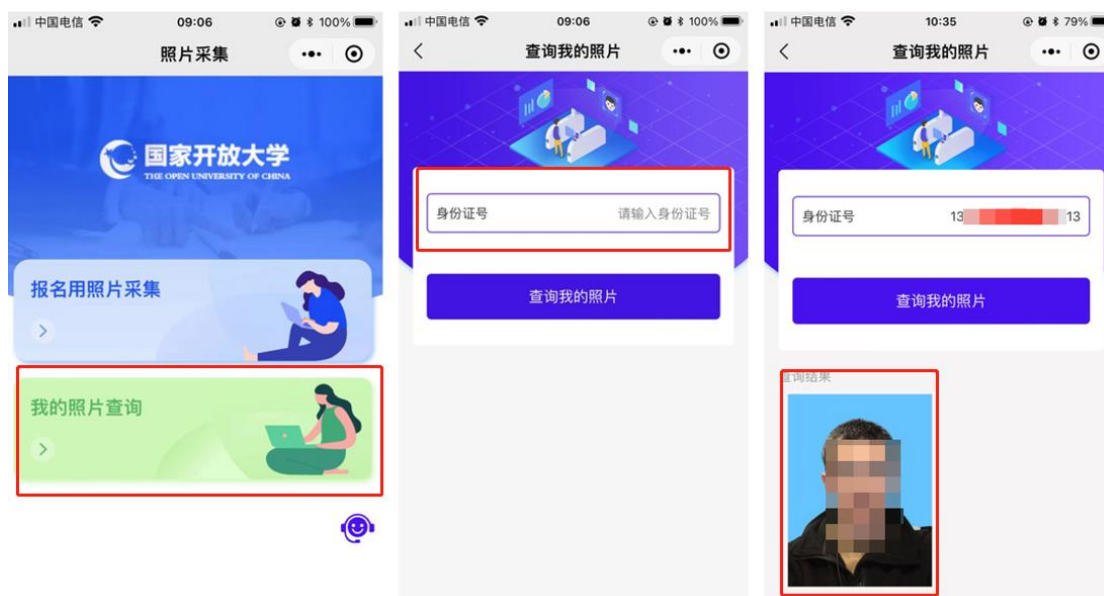 中国电信
09:06
100%
照片采集
国家开放大学
THE OPEN UNIVERSITY OF CHINA
报名用照片采集
我的照片查询
中国电信
09:06
100%
查询我的照片
身份证号
请输入身份证号
查询我的照片
中国电信
10:35
79%
查询我的照片
身份证号
13
13
查询我的照片
查询结果